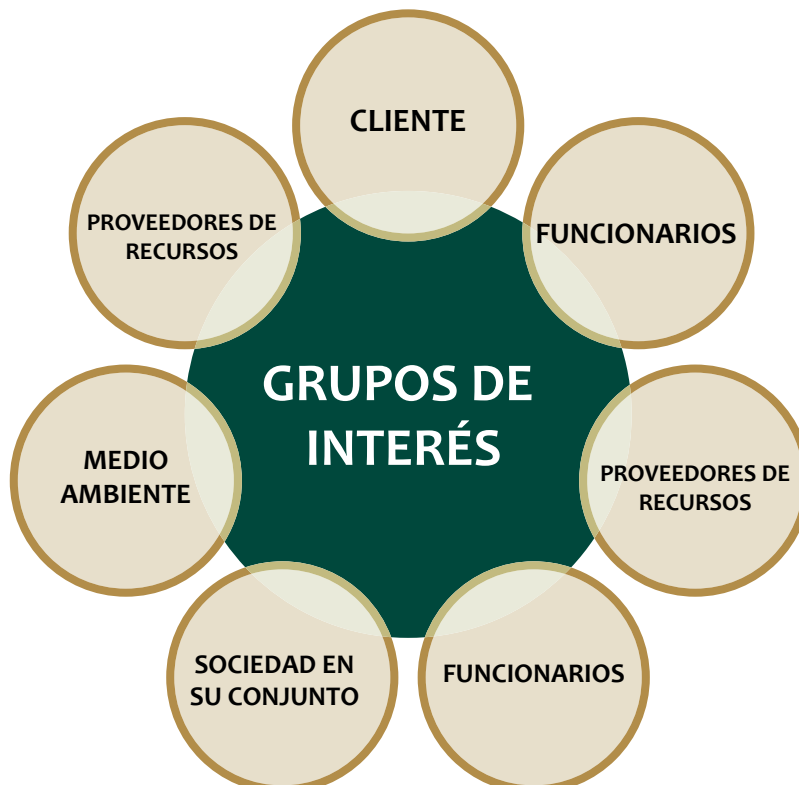 CLIENTE
FUNCIONARIOS
PROVEEDORES DE
RECURSOS
FUNCIONARIOS
SOCIEDAD EN
SU CONJUNTO
MEDIO
AMBIENTE
PROVEEDORES DE
RECURSOS
GRUPOS DE
INTERÉS